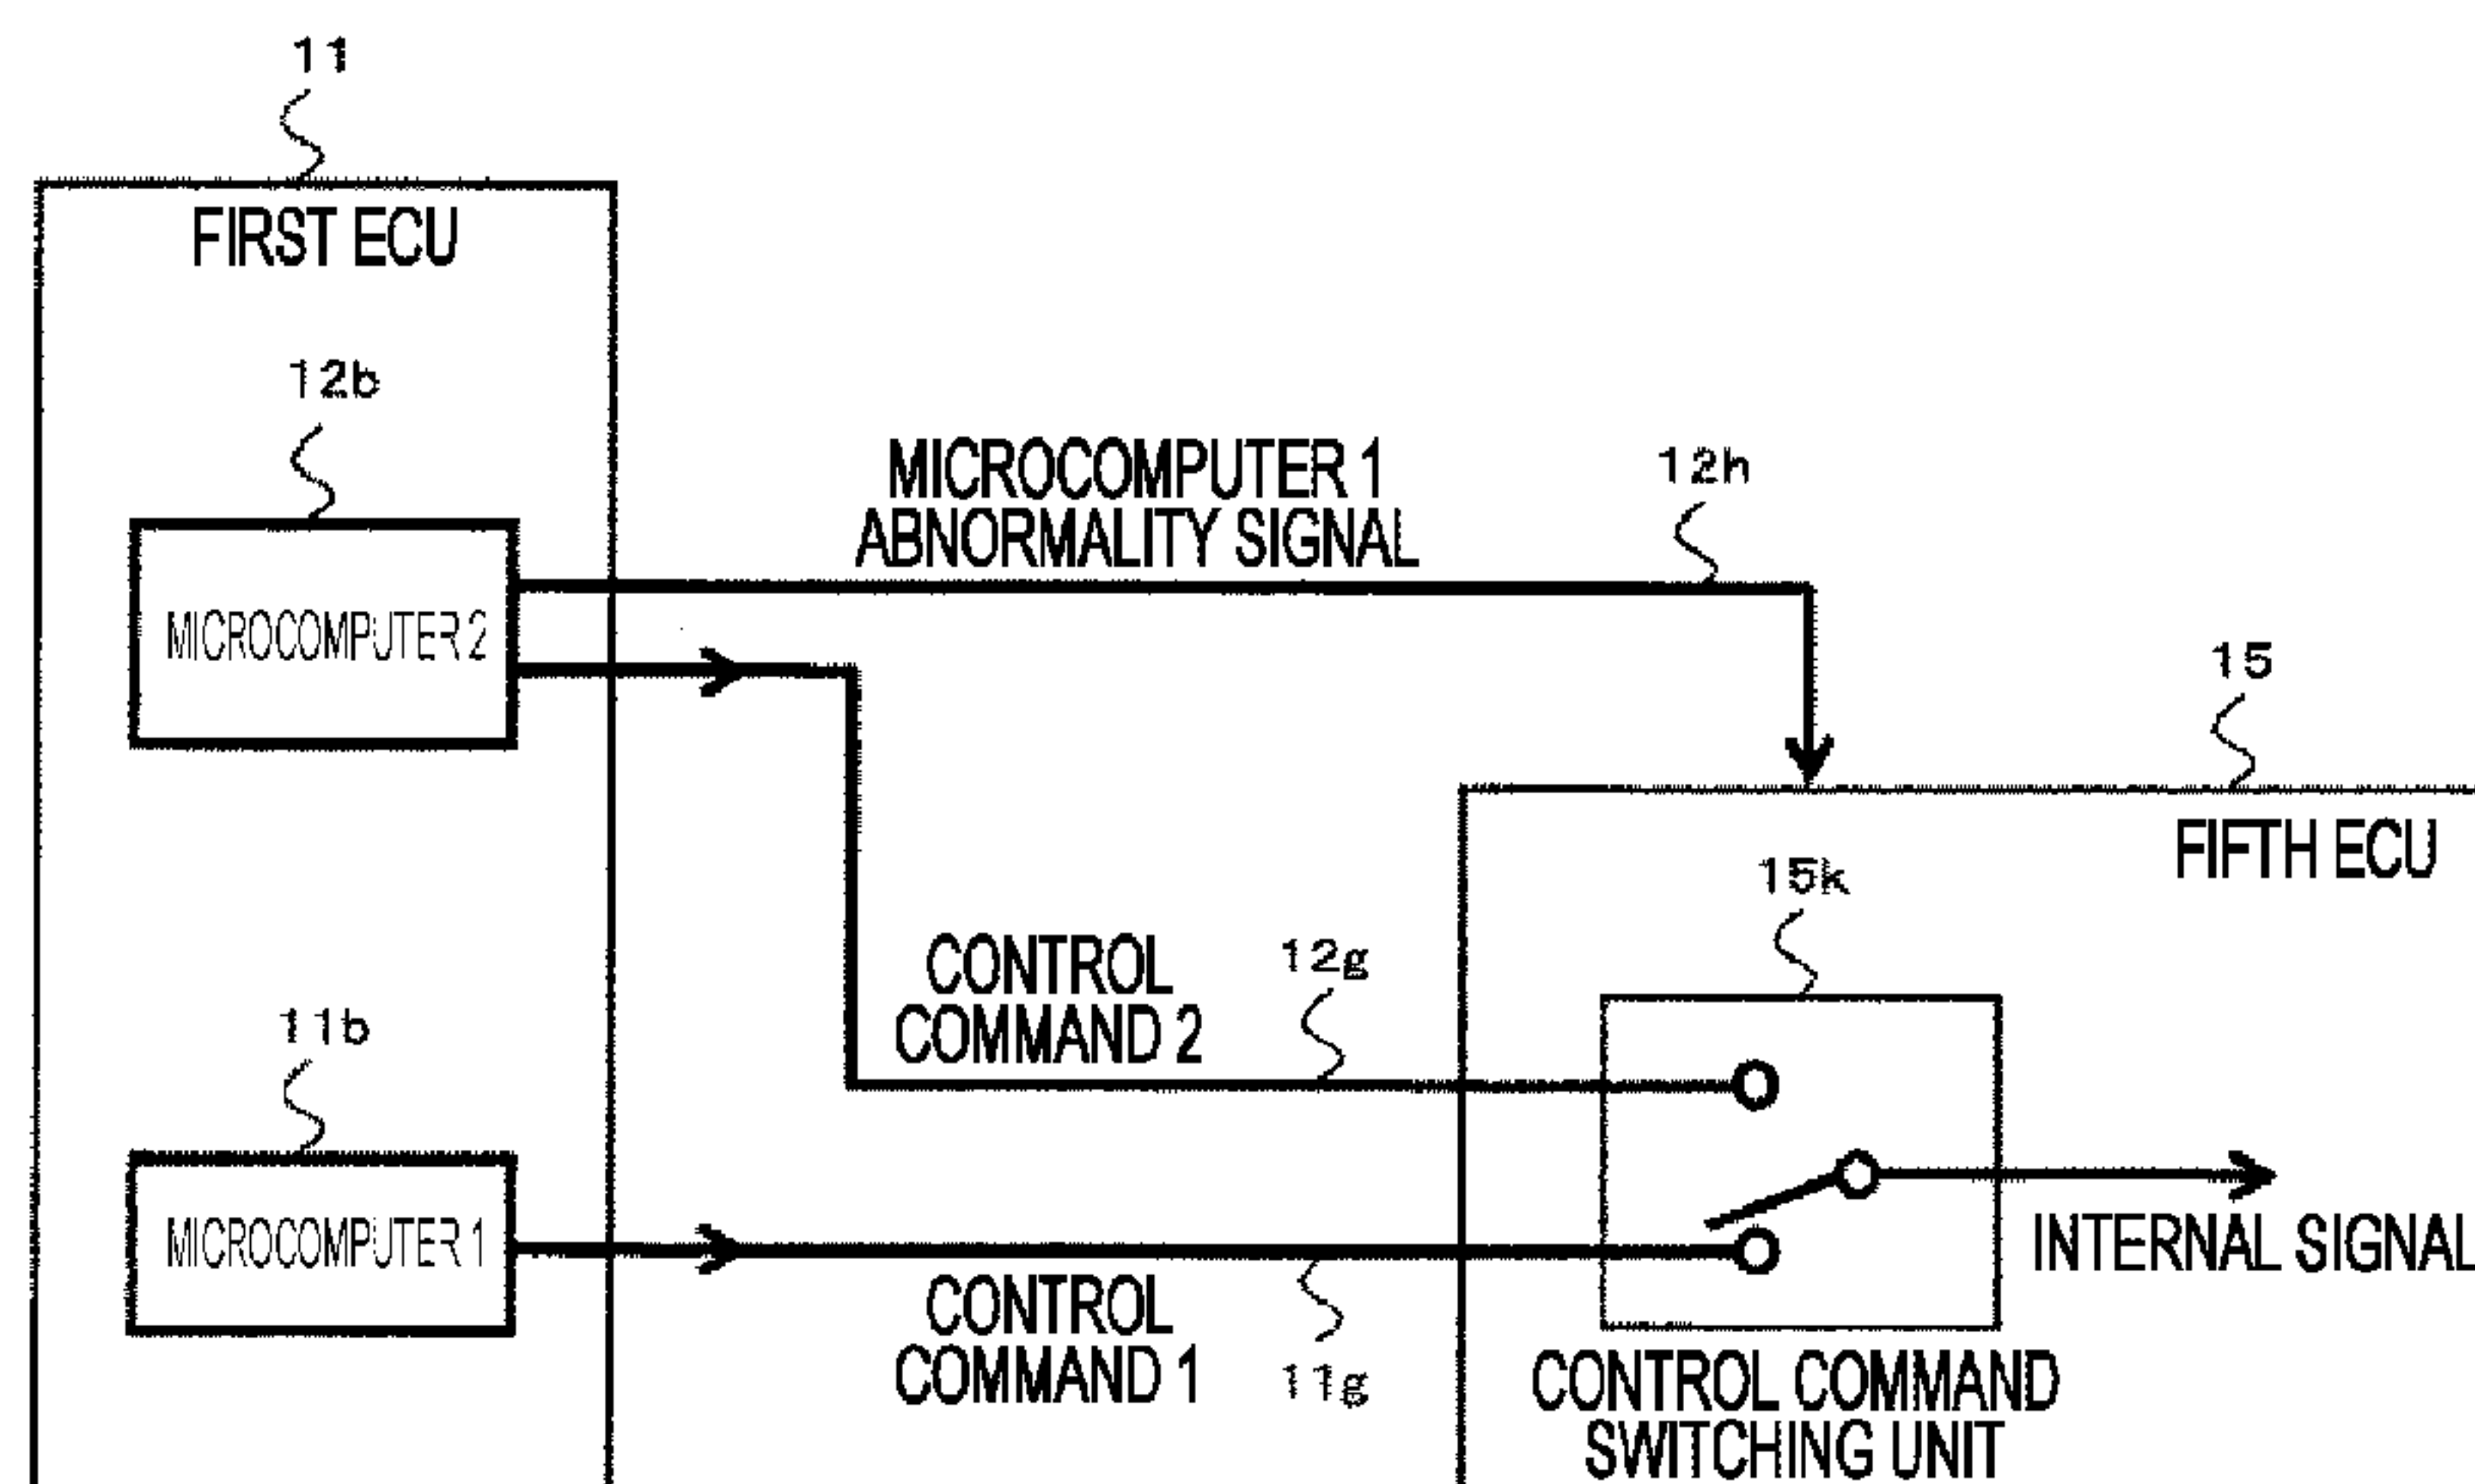 11
FIRST ECU
12b
MICROCOMPUTER 2
MICROCOMPUTER 1
ABNORMALITY SIGNAL
12h
15
FIFTH ECU
15k
CONTROL
COMMAND 2
12g
11b
MICROCOMPUTER 1
CONTROL
COMMAND 1
11g
INTERNAL SIGNAL
CONTROL COMMAND
SWITCHING UNIT